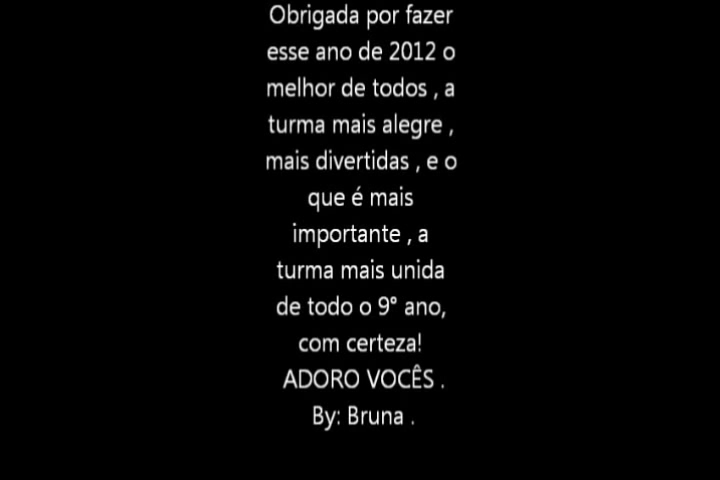 Obrigada por fazer
esse ano de 2012 o
melhor de todos , a
turma mais alegre ,
mais divertidas , e o
que é mais
importante , a
turma mais unida
de todo o 9° ano,
com certeza!
ADORO VOCÊS .
By: Bruna .